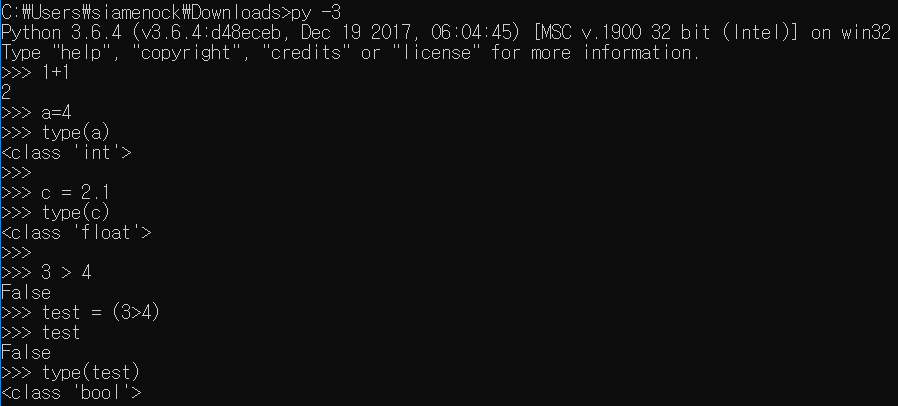 C:₩Users₩siamenock₩Downloads>py -3
Python 3.6.4 (v3.6.4:d48eceb, Dec 19 2017, 06:04:45) [MSC v.1900 32 bit (Intel)] on win32
Type "help", "copyright", "credits" or "license" for more information.
>>> 1+1
2
>>> a=4
>>> type(a)
<class 'int'>
>>>
>>> c = 2.1
>>> type(c)
<class 'float'>
>>>
>>> 3 > 4
False
>>> test = (3>4)
>>> test
False
>>> type(test)
<class 'bool'>